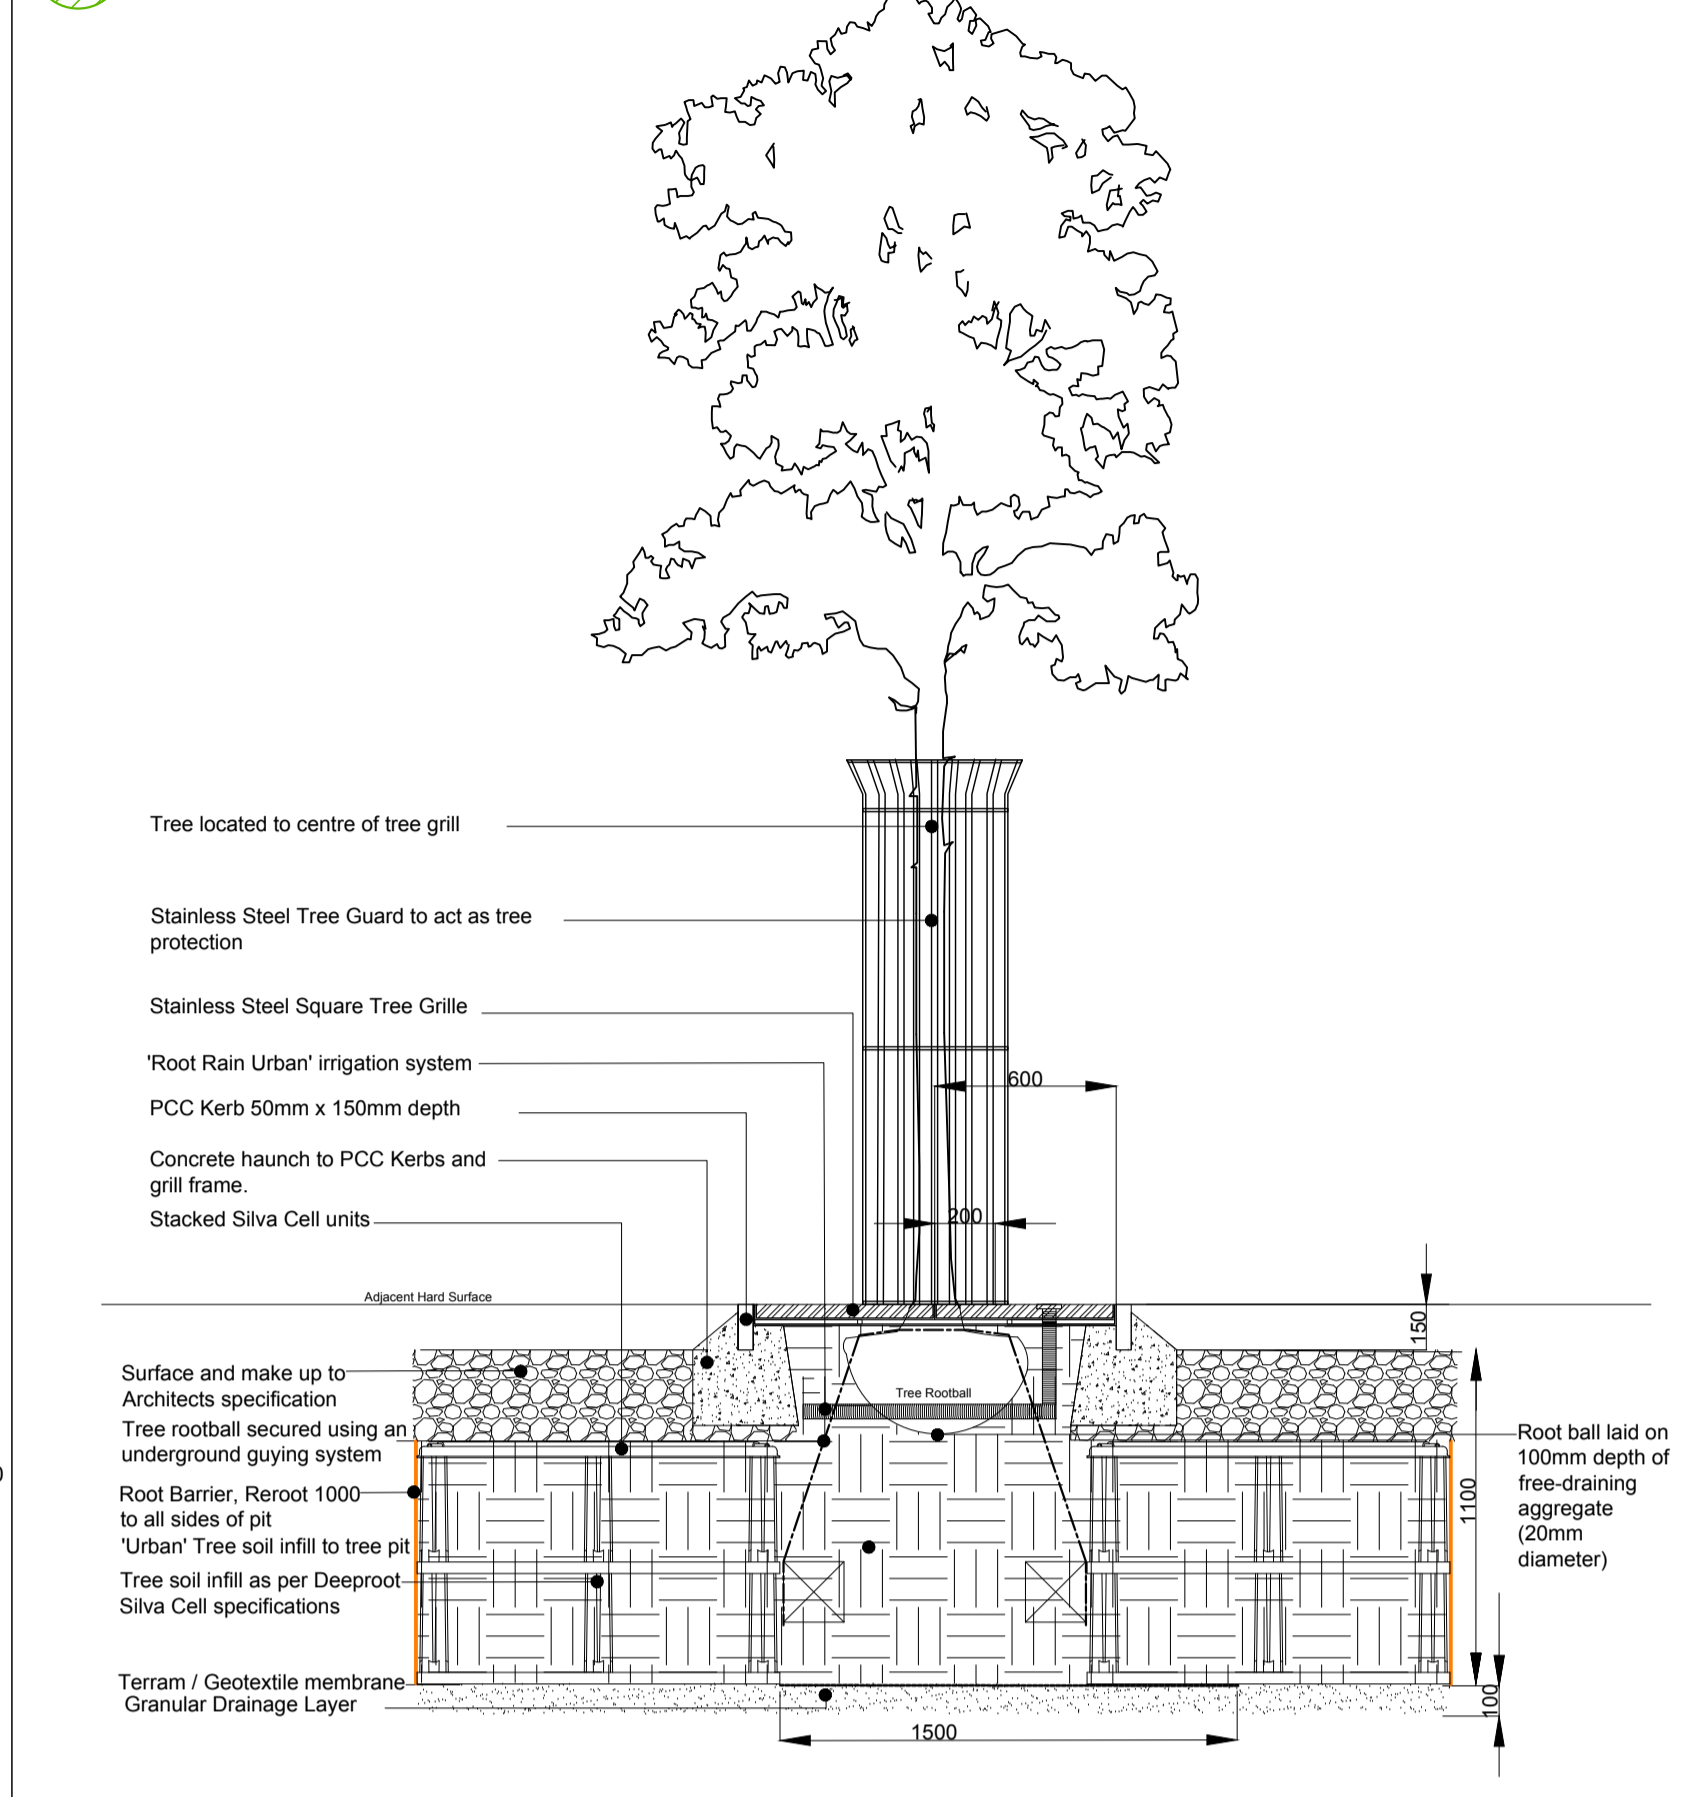 Tree located to centre of tree grill
Stainless Steel Tree Guard to act as tree
protection
Stainless Steel Square Tree Grille
'Root Rain Urban' irrigation system
600
PCC Kerb 50mm x 150mm depth
Concrete haunch to PCC Kerbs and
grill frame.
Stacked Silva Cell units
200
Adjacent Hard Surface
150
Surface and make up to
Architects specification
Tree Rootball
Tree rootball secured using an
underground guying system
Root ball laid on
100mm depth of
free-draining
aggregate
(20mm
diameter)
1100
Root Barrier, Reroot 1000
to all sides of pit
'Urban' Tree soil infill to tree pit
Tree soil infill as per Deeproot
Silva Cell specifications
Terram / Geotextile membrane
Granular Drainage Layer
100
1500